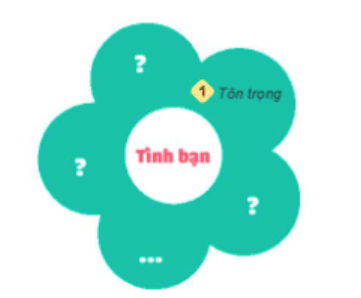 ?
1 Tôn trọng
Tình bạn
?
?
...